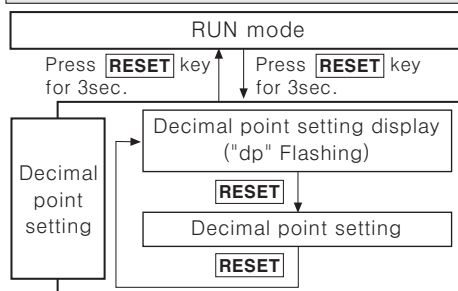 RUN mode
Press RESET key
for 3sec.
Press RESET key
for 3sec.
Decimal
point
setting
Decimal point setting display
("dp" Flashing)
RESET
Decimal point setting
RESET